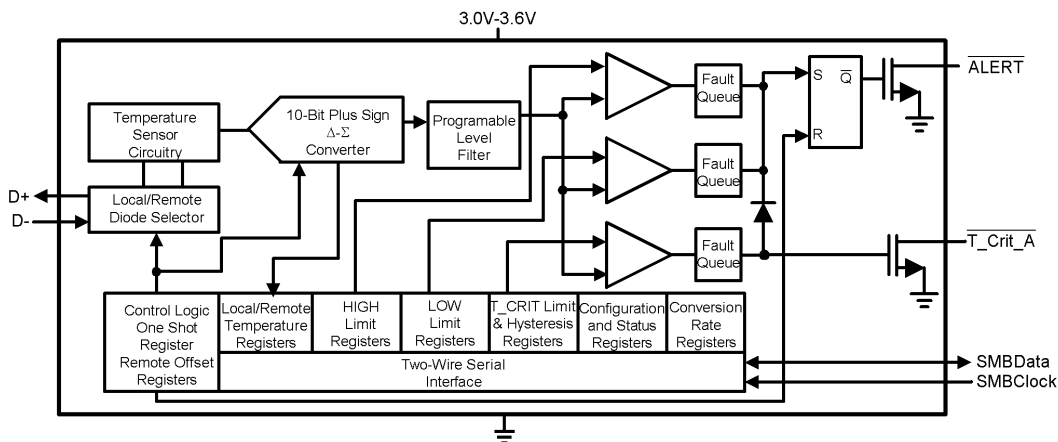 3.0V-3.6V
Temperature
Sensor
Circuitry
10-Bit Plus Sign
Δ-Σ
Converter
Programable
Level
Filter
Fault
Queue
S
Q
R
ALERT
D+
D-
Local/Remote
Diode Selector
Fault
Queue
Fault
Queue
T_Crit_A
Control Logic
One Shot
Register
Remote Offset
Registers
Local/Remote
Temperature
Registers
HIGH
Limit
Registers
LOW
Limit
Registers
T_CRIT Limit
& Hysteresis
Registers
Configuration
and Status
Registers
Conversion
Rate
Registers
Two-Wire Serial
Interface
SMBData
SMBClock